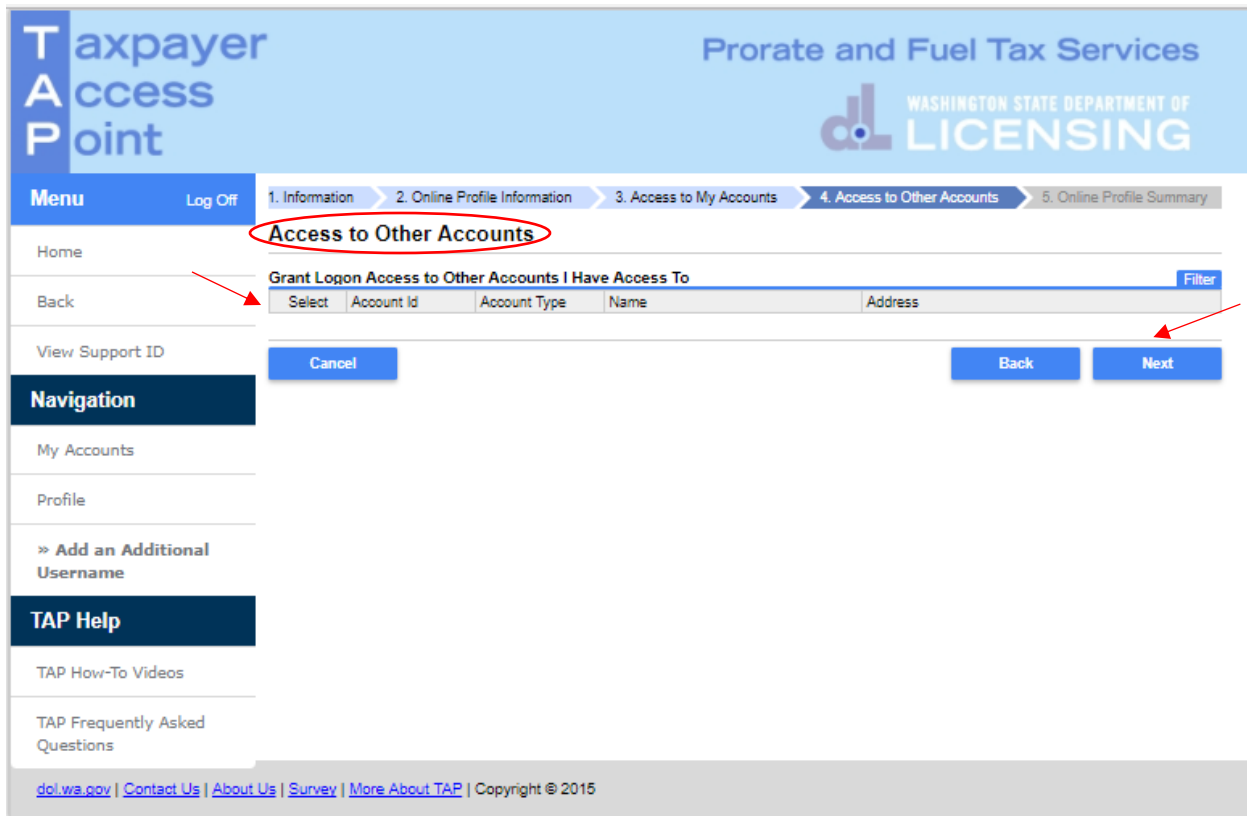 Taxpayer
Access
Point
Prorate and Fuel Tax Services
WASHINGTON STATE DEPARTMENT OF
dol LICENSING
Menu Log Off
1. Information 2. Online Profile Information 3. Access to My Accounts 4. Access to Other Accounts 5. Online Profile Summary
Home
Back
View Support ID
Navigation
My Accounts
Profile
» Add an Additional
Username
TAP Help
TAP How-To Videos
TAP Frequently Asked
Questions
Access to Other Accounts
Grant Logon Access to Other Accounts I Have Access To Filter
Select Account Id Account Type Name Address
Cancel Back Next
dol.wa.gov | Contact Us | About Us | Survey | More About TAP | Copyright © 2015